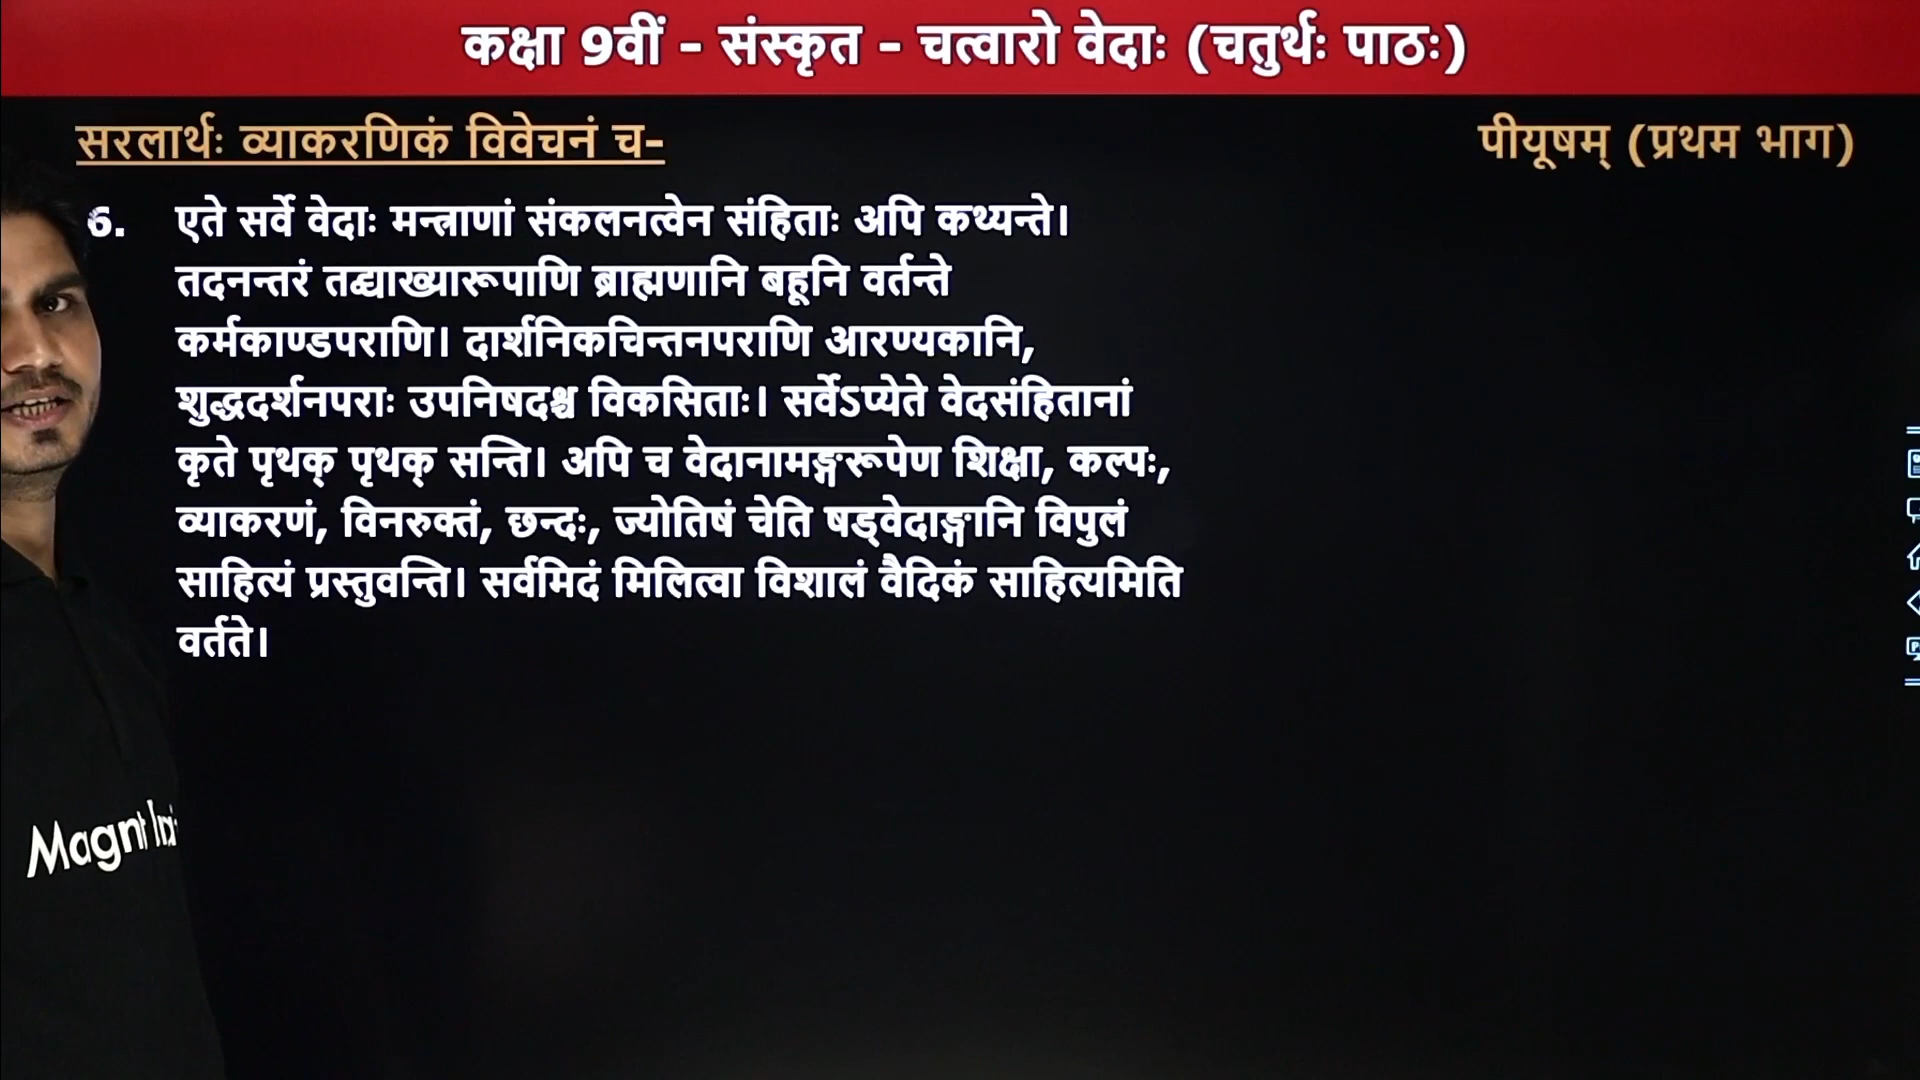 कक्षा 9वीं - संस्कृत - चत्वारो वेदाः (चतुर्थः पाठः)
सरलार्थः व्याकरणिकं विवेचनं च-
पीयूषम् (प्रथम भाग)
6. एते सर्वे वेदाः मन्त्राणां संकलनत्वेन संहिताः अपि कथ्यन्ते।
तदनन्तरं तद्व्याख्यारूपाणि ब्राह्मणानि बहूनि वर्तन्ते
कर्मकाण्डपराणि। दार्शनिकचिन्तनपराणि आरण्यकानि,
शुद्धदर्शनपराः उपनिषदश्च विकसिताः। सर्वेऽप्येते वेदसंहितानां
कृते पृथक् पृथक् सन्ति। अपि च वेदानामङ्गरूपेण शिक्षा, कल्पः,
व्याकरणं, विनरुक्तं, छन्दः, ज्योतिषं चेति षड्वेदाङ्गानि विपुलं
साहित्यं प्रस्तुवन्ति। सर्वमिदं मिलित्वा विशालं वैदिकं साहित्यमिति
वर्तते।